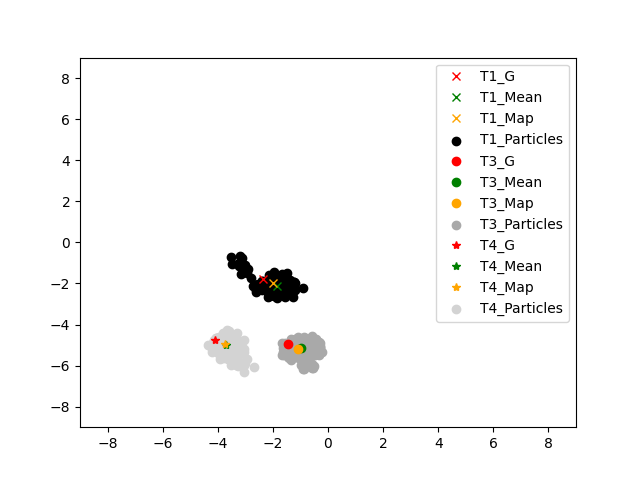 8
6
4
2
0
−2
−4
−6
−8
−8
−6
−4
−2
0
2
4
6
8
T1_G
T1_Mean
T1_Map
T1_Particles
T3_G
T3_Mean
T3_Map
T3_Particles
T4_G
T4_Mean
T4_Map
T4_Particles